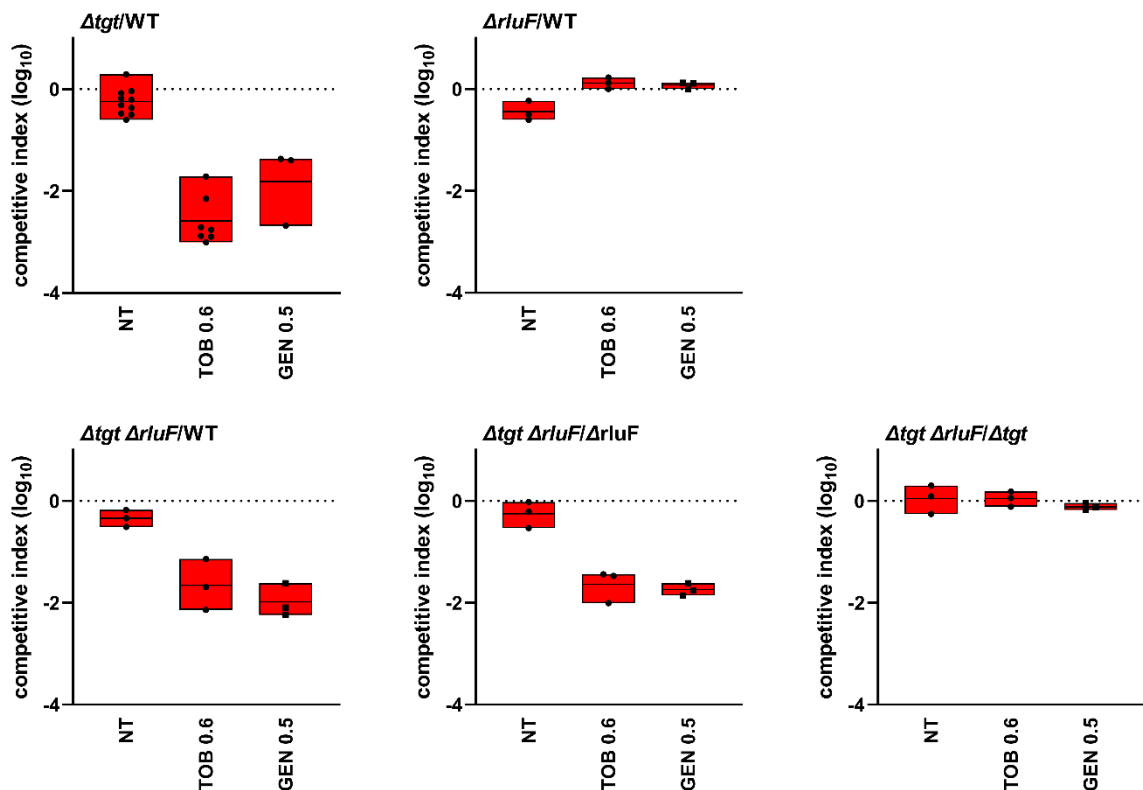 Δtgt/WT
competitive index (log10)
0
-2
-4
NT
TOB 0.6
GEN 0.5
ΔrluF/WT
competitive index (log10)
0
-2
-4
NT
TOB 0.6
GEN 0.5
Δtgt ΔrluF/WT
competitive index (log10)
0
-2
-4
NT
TOB 0.6
GEN 0.5
Δtgt ΔrluF/ΔrluF
competitive index (log10)
0
-2
-4
NT
TOB 0.6
GEN 0.5
Δtgt ΔrluF/Δtgt
competitive index (log10)
0
-2
-4
NT
TOB 0.6
GEN 0.5